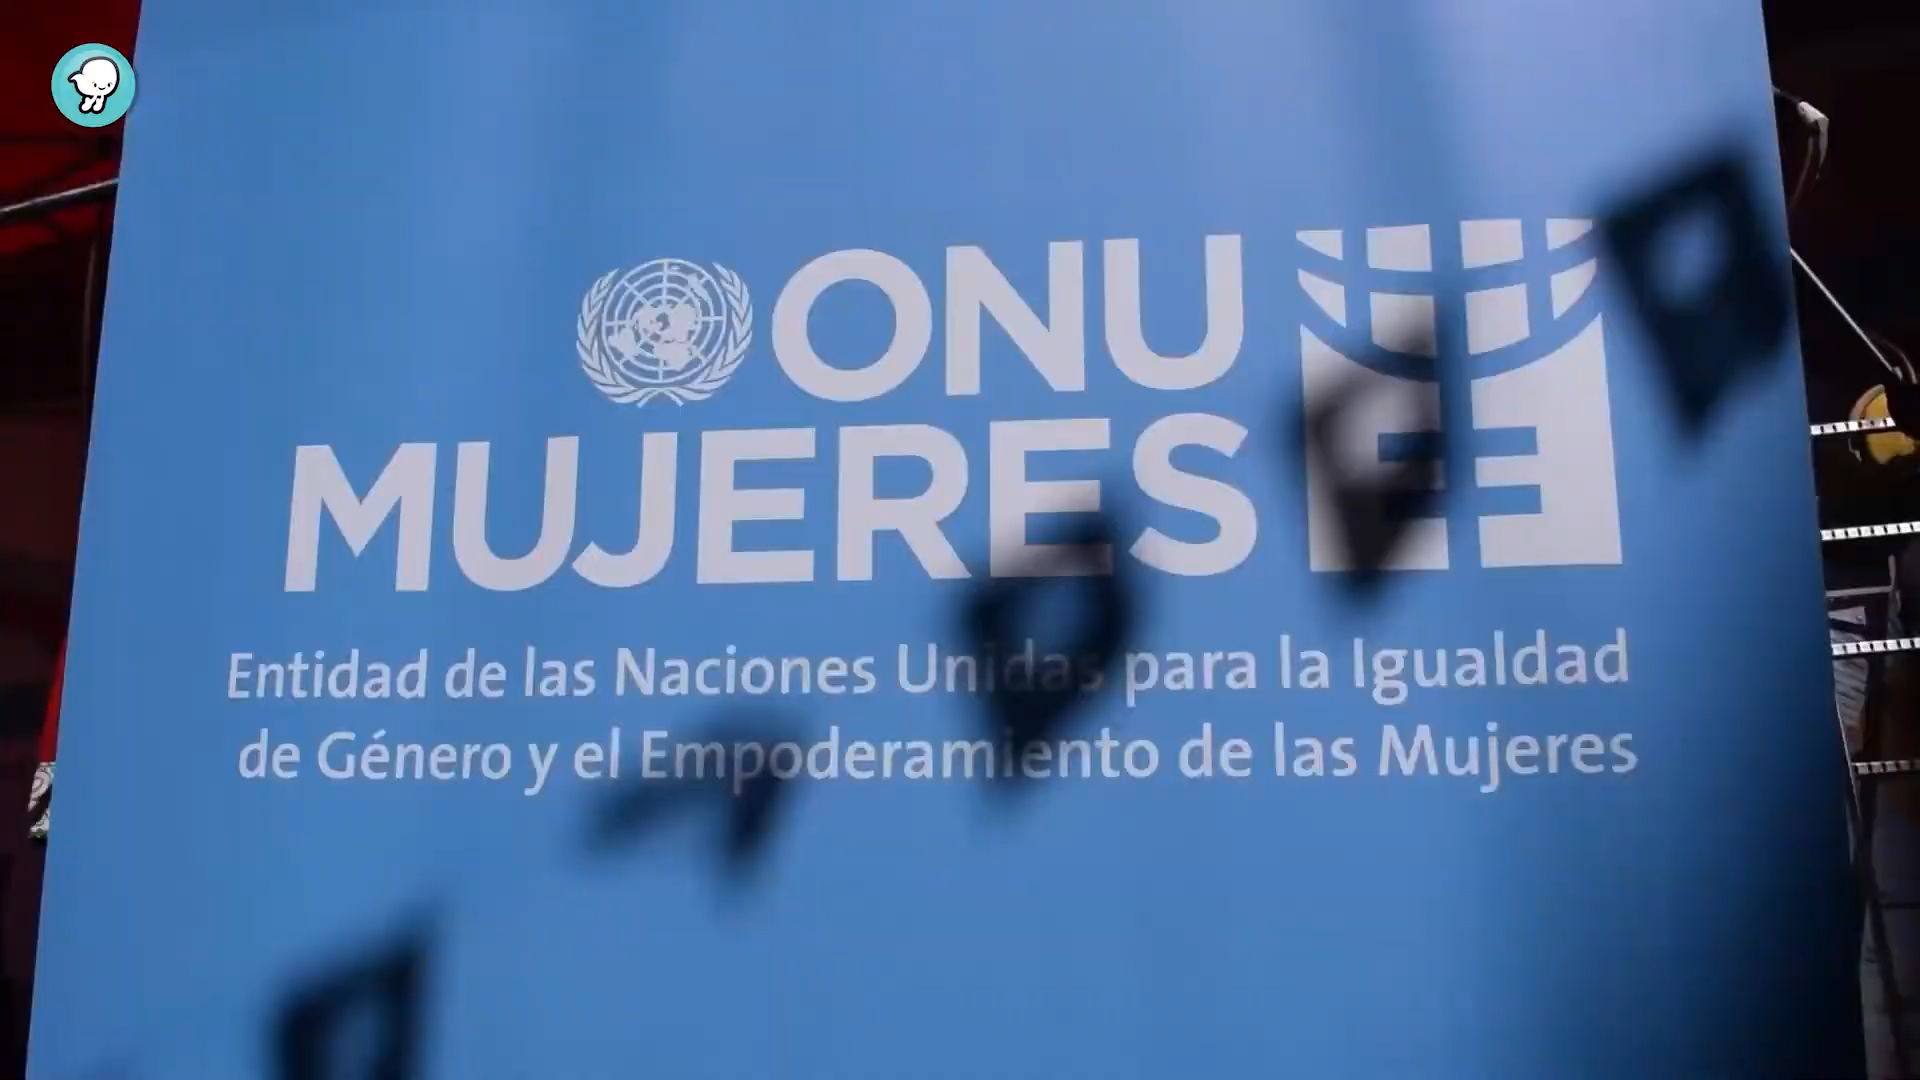 ONU
MUJERES
Entidad de las Naciones Unidas para la Igualdad
de Género y el Empoderamiento de las Mujeres